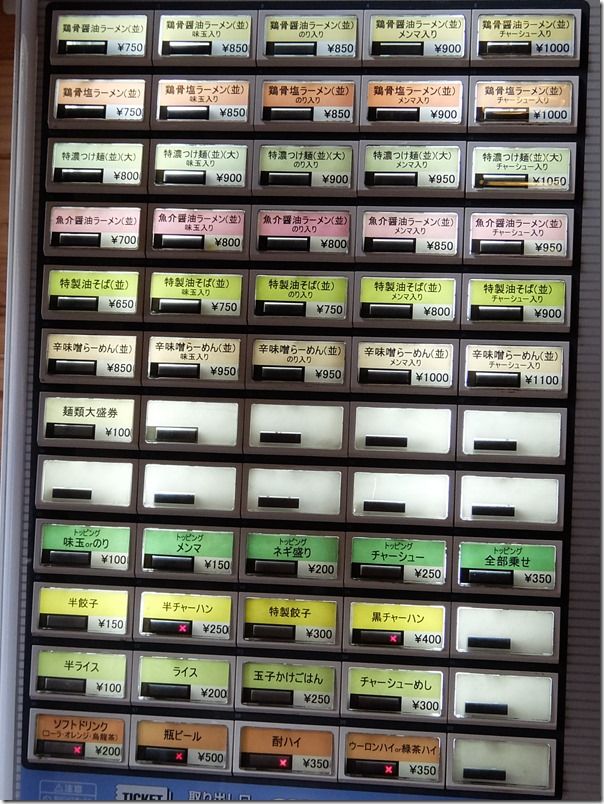 鶏骨醤油ラーメン(並)
¥750
鶏骨醤油ラーメン(並)
味玉入り
¥850
鶏骨醤油ラーメン(並)
のり入り
¥850
鶏骨醤油ラーメン(並)
メンマ入り
¥900
鶏骨醤油ラーメン(並)
チャーシュー入り
¥1000
鶏骨塩ラーメン(並)
¥750
鶏骨塩ラーメン(並)
味玉入り
¥850
鶏骨塩ラーメン(並)
のり入り
¥850
鶏骨塩ラーメン(並)
メンマ入り
¥900
鶏骨塩ラーメン(並)
チャーシュー入り
¥1000
特濃つけ麺(並)(大)
¥800
特濃つけ麺(並)(大)
味玉入り
¥900
特濃つけ麺(並)(大)
のり入り
¥900
特濃つけ麺(並)(大)
メンマ入り
¥950
特濃つけ麺(並)(大)
チャーシュー入り
¥1050
魚介醤油ラーメン(並)
¥700
魚介醤油ラーメン(並)
味玉入り
¥800
魚介醤油ラーメン(並)
のり入り
¥800
魚介醤油ラーメン(並)
メンマ入り
¥850
魚介醤油ラーメン(並)
チャーシュー入り
¥950
特製油そば(並)
¥650
特製油そば(並)
味玉入り
¥750
特製油そば(並)
のり入り
¥750
特製油そば(並)
メンマ入り
¥800
特製油そば(並)
チャーシュー入り
¥900
辛味噌らーめん(並)
¥850
辛味噌らーめん(並)
味玉入り
¥950
辛味噌らーめん(並)
のり入り
¥950
辛味噌らーめん(並)
メンマ入り
¥1000
辛味噌らーめん(並)
チャーシュー入り
¥1100
麺類大盛券
¥100
トッピング
味玉orのり
¥100
トッピング
メンマ
¥150
トッピング
ネギ盛り
¥200
トッピング
チャーシュー
¥250
トッピング
全部乗せ
¥350
半餃子
¥150
半チャーハン
¥250
特製餃子
¥300
黒チャーハン
¥400
半ライス
¥100
ライス
¥200
玉子かけごはん
¥250
チャーシューめし
¥300
ソフトドリンク
(コーラ・オレンジ・烏龍茶)
¥200
瓶ビール
¥500
酎ハイ
¥350
ウーロンハイor緑茶ハイ
¥350
TICKET
取り出し口